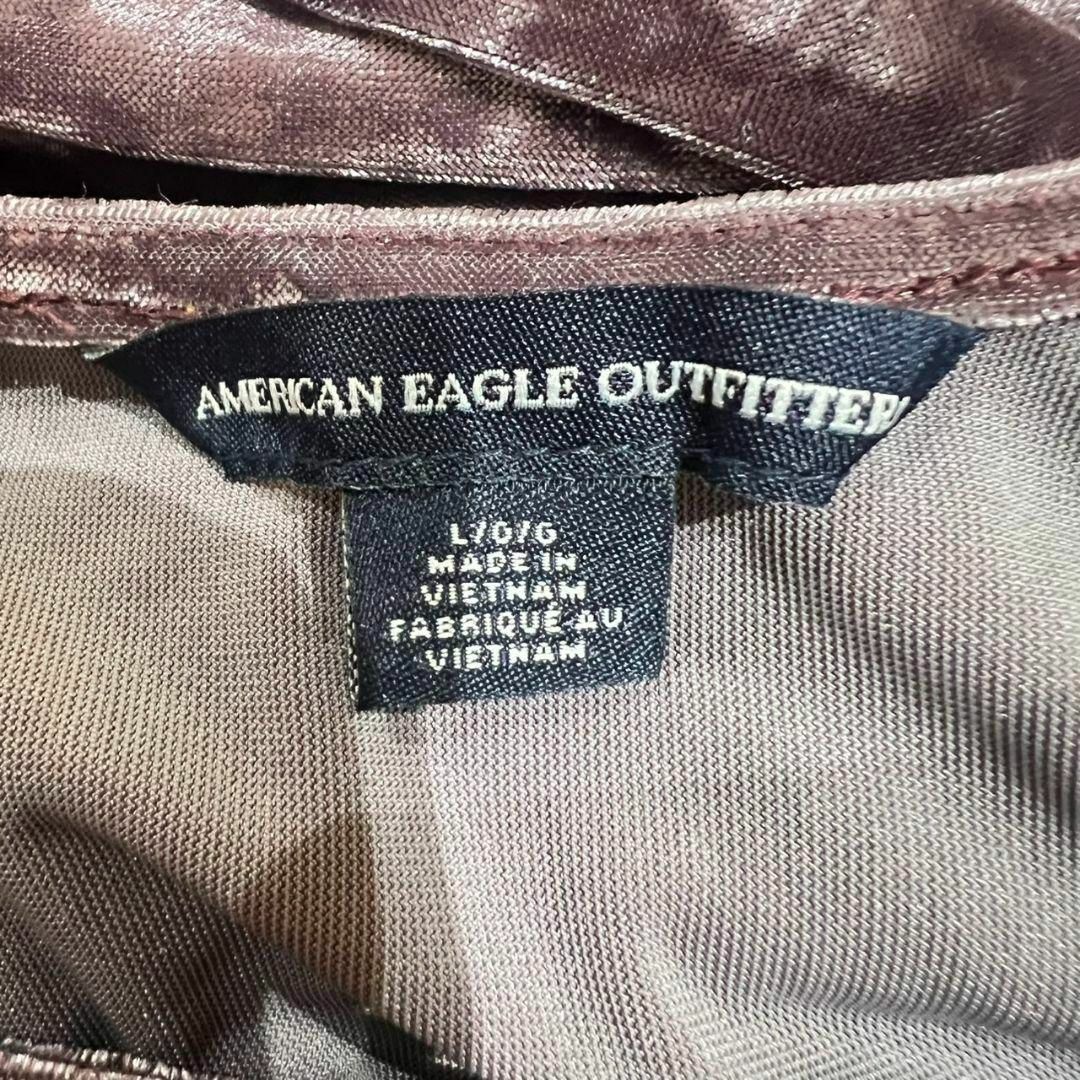 AMERICAN EAGLE OUTFITTER
L/G/G
MADE IN
VIETNAM
FABRIQUÉ AU
VIETNAM